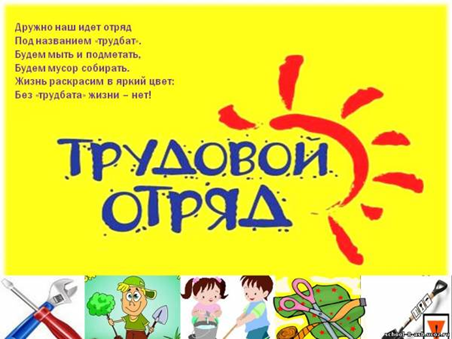 Дружно наш идет отряд
Под названием «трудбат».
Будем мыть и подметать,
Будем мусор собирать.
Жизнь раскрасим в яркий цвет:
Без «трудбата» жизни – нет!
ТРУДОВОЙ
ОТРЯД